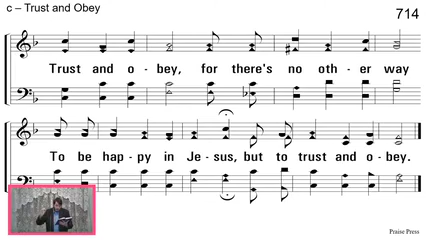 c – Trust and Obey
714
Trust and o - bey, for there's no oth - er way
To be hap - py in Je - sus, but to trust and o - bey.
Praise Press